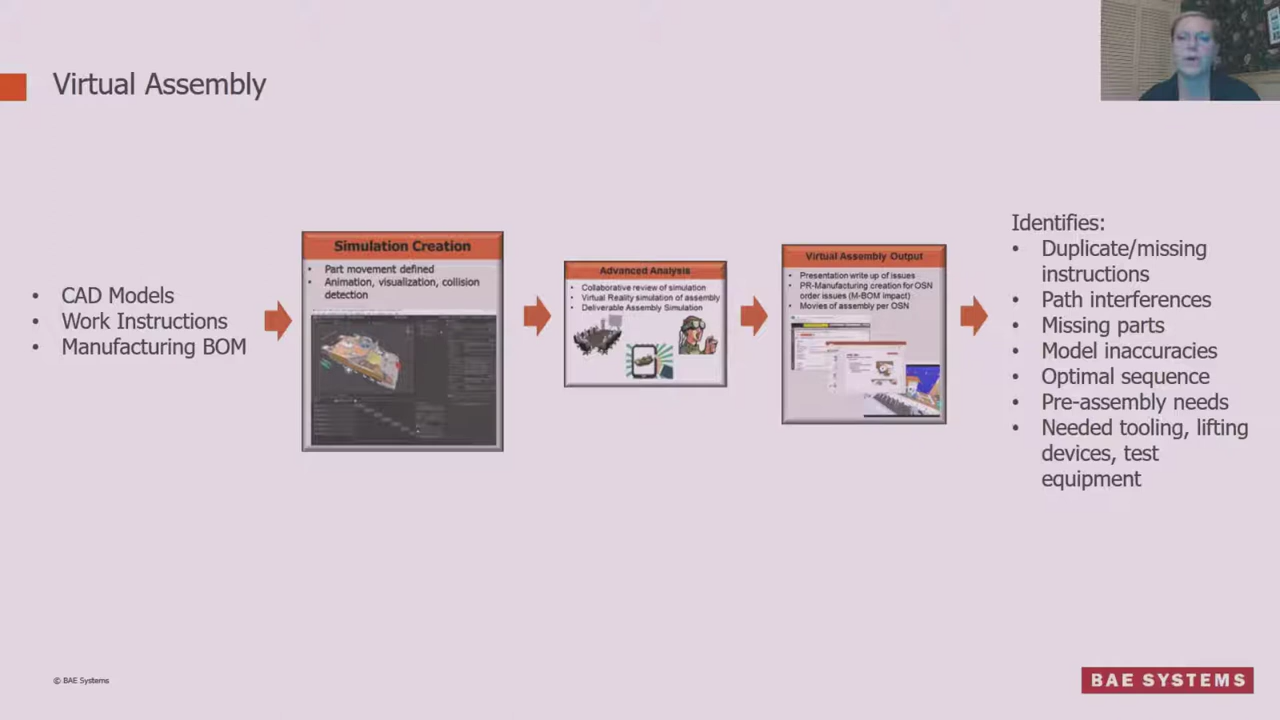 Virtual Assembly
• CAD Models
• Work Instructions
• Manufacturing BOM
Simulation Creation
• Part movement defined
• Animation, visualization, collision
detection
Advanced Analysis
• Collaborative review of simulation
• Virtual Reality simulation of assembly
• Deliverable Assembly Simulation
Virtual Assembly Output
• Presentation write up of issues
• PR-Manufacturing creation for OSN
order issues (M-BOM impact)
• Movies of assembly per OSN
Identifies:
• Duplicate/missing
instructions
• Path interferences
• Missing parts
• Model inaccuracies
• Optimal sequence
• Pre-assembly needs
• Needed tooling, lifting
devices, test
equipment
© BAE Systems
BAE SYSTEMS